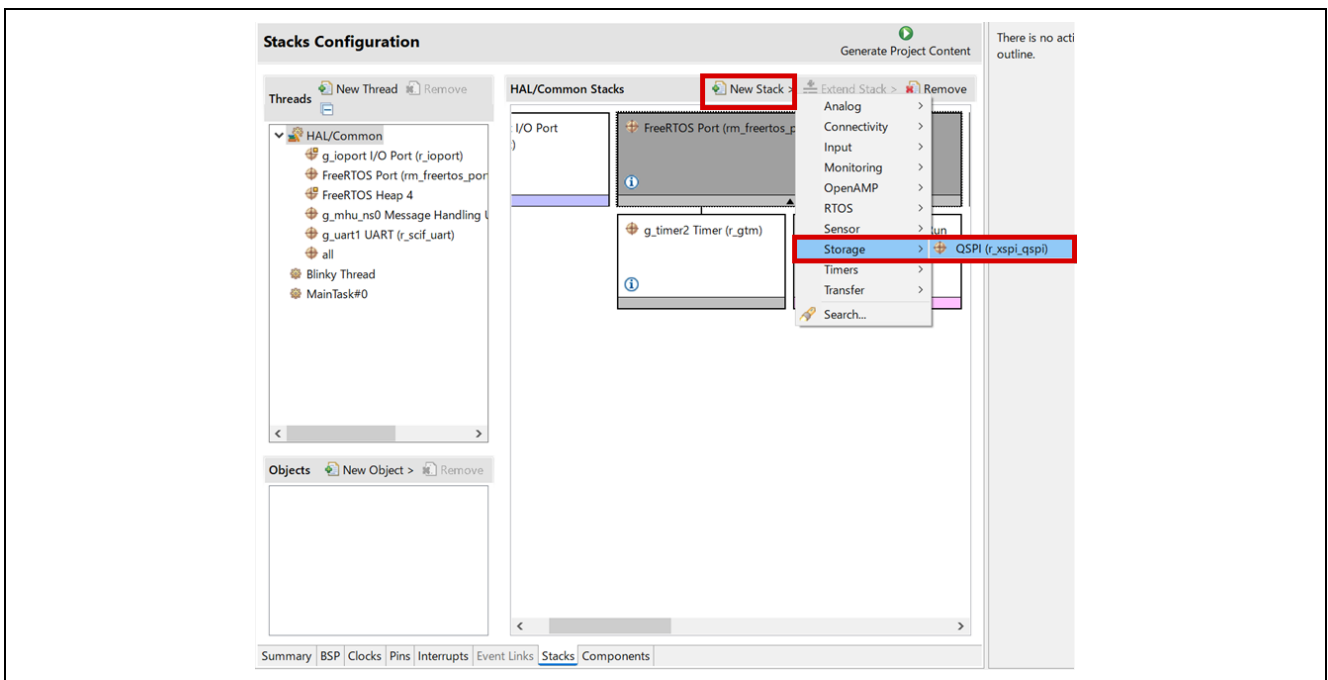 Stacks Configuration
Generate Project Content
There is no acti
outline.
Threads
New Thread
Remove
HAL/Common
g_ioport I/O Port (r_ioport)
FreeRTOS Port (rm_freertos_por
FreeRTOS Heap 4
g_mhu_ns0 Message Handling U
g_uart1 UART (r_scif_uart)
all
Blinky Thread
MainTask#0
Objects
New Object >
Remove
HAL/Common Stacks
New Stack >
Extend Stack >
Remove
I/O Port
)
FreeRTOS Port (rm_freertos_p
g_timer2 Timer (r_gtm)
Analog >
Connectivity >
Input >
Monitoring >
OpenAMP >
RTOS >
Sensor >
Storage >
QSPI (r_xspi_qspi)
Timers >
Transfer >
Search...
Summary BSP Clocks Pins Interrupts Event Links Stacks Components